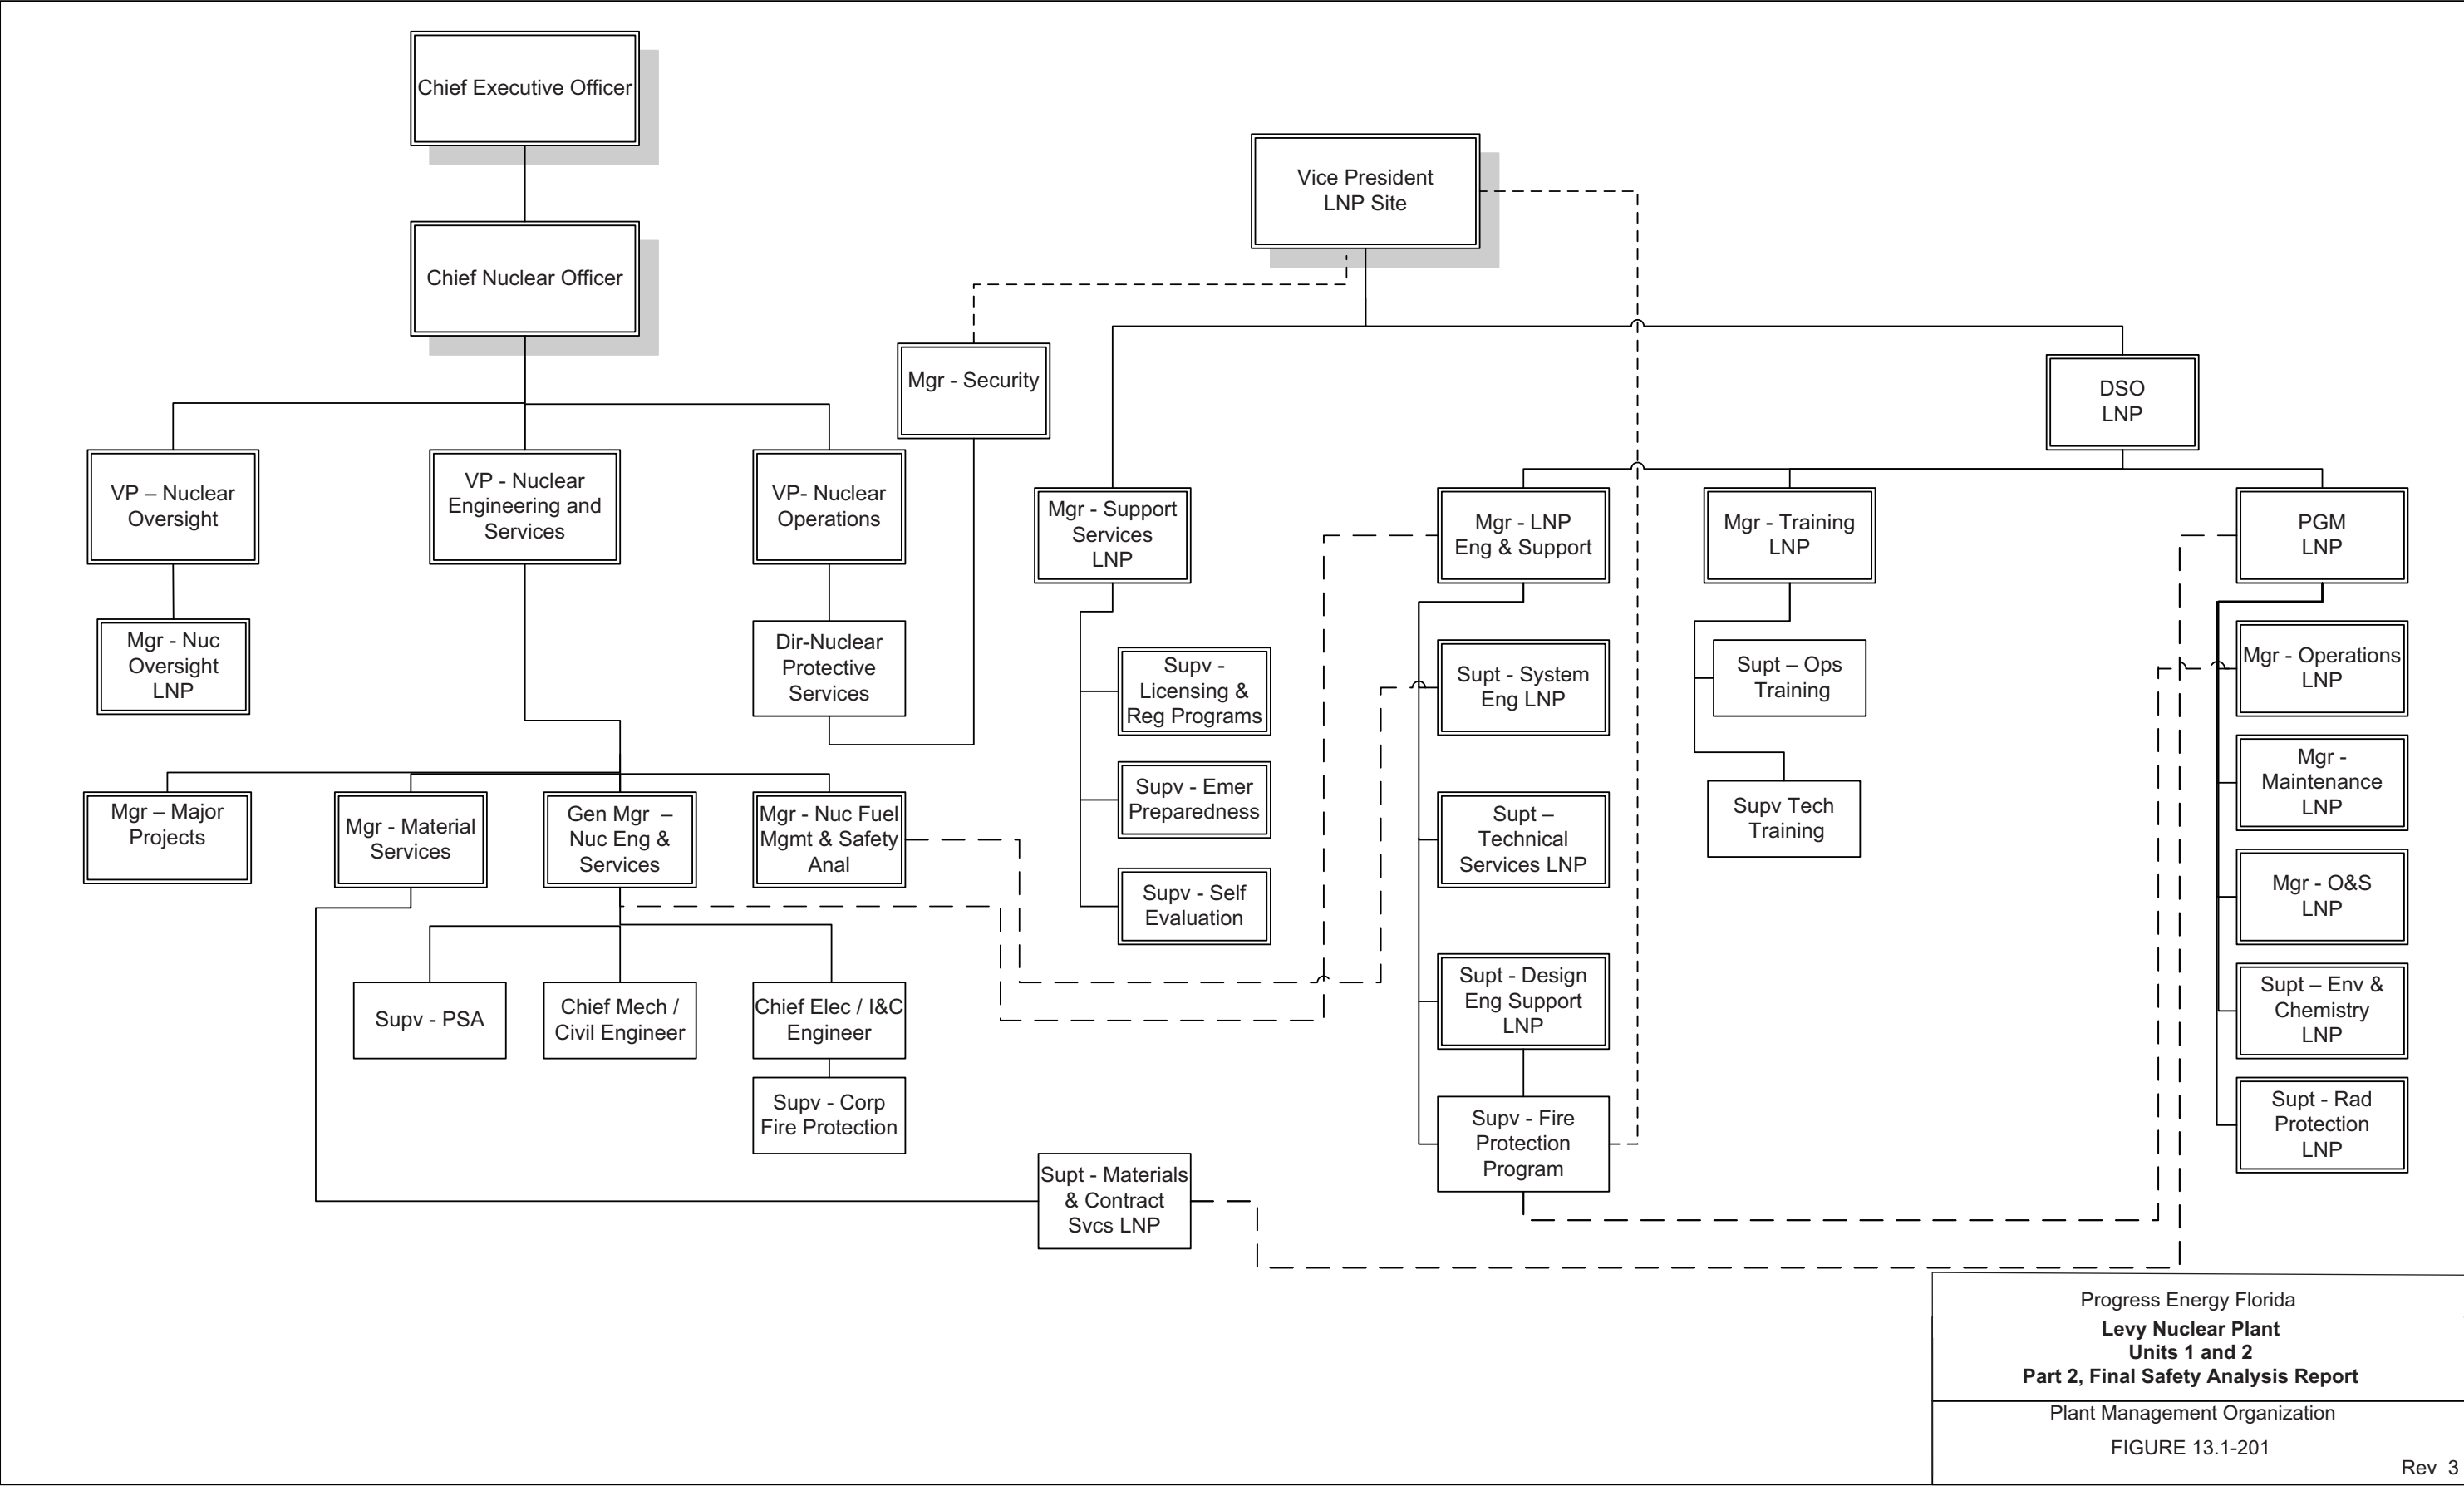 Chief Executive Officer
Chief Nuclear Officer
Vice President
LNP Site
Mgr - Security
DSO
LNP
VP – Nuclear
Oversight
VP - Nuclear
Engineering and
Services
VP- Nuclear
Operations
Mgr - Support
Services
LNP
Mgr - LNP
Eng & Support
Mgr - Training
LNP
PGM
LNP
Mgr - Nuc
Oversight
LNP
Dir-Nuclear
Protective
Services
Supv -
Licensing &
Reg Programs
Supt - System
Eng LNP
Supt – Ops
Training
Mgr - Operations
LNP
Mgr – Major
Projects
Mgr - Material
Services
Gen Mgr –
Nuc Eng &
Services
Mgr - Nuc Fuel
Mgmt & Safety
Anal
Supv - Emer
Preparedness
Supt –
Technical
Services LNP
Supv Tech
Training
Mgr -
Maintenance
LNP
Supv - Self
Evaluation
Mgr - O&S
LNP
Supv - PSA
Chief Mech /
Civil Engineer
Chief Elec / I&C
Engineer
Supt - Design
Eng Support
LNP
Supt – Env &
Chemistry
LNP
Supv - Corp
Fire Protection
Supv - Fire
Protection
Program
Supt - Rad
Protection
LNP
Supt - Materials
& Contract
Svcs LNP
Progress Energy Florida
Levy Nuclear Plant
Units 1 and 2
Part 2, Final Safety Analysis Report
Plant Management Organization
FIGURE 13.1-201
Rev 3